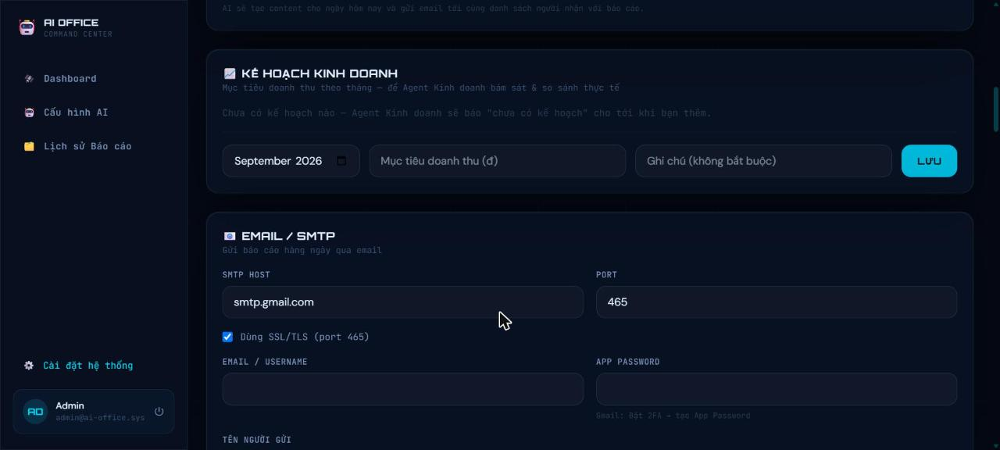 AI OFFICE
COMMAND CENTER
Dashboard
Cấu hình AI
Lịch sử Báo cáo
Cài đặt hệ thống
AD
Admin
admin@ai-office.sys
AI sẽ tạo content cho ngày hôm nay và gửi email tới cùng danh sách người nhận với báo cáo.
KẾ HOẠCH KINH DOANH
Mục tiêu doanh thu theo tháng — để Agent Kinh doanh bám sát & so sánh thực tế
Chưa có kế hoạch nào — Agent Kinh doanh sẽ báo "chưa có kế hoạch" cho tới khi bạn thêm.
September 2026
Mục tiêu doanh thu (đ)
Ghi chú (không bắt buộc)
LƯU
EMAIL / SMTP
Gửi báo cáo hàng ngày qua email
SMTP HOST
PORT
smtp.gmail.com
465
Dùng SSL/TLS (port 465)
EMAIL / USERNAME
APP PASSWORD
Gmail: Bật 2FA → tạo App Password
TÊN NGƯỜI GỬI